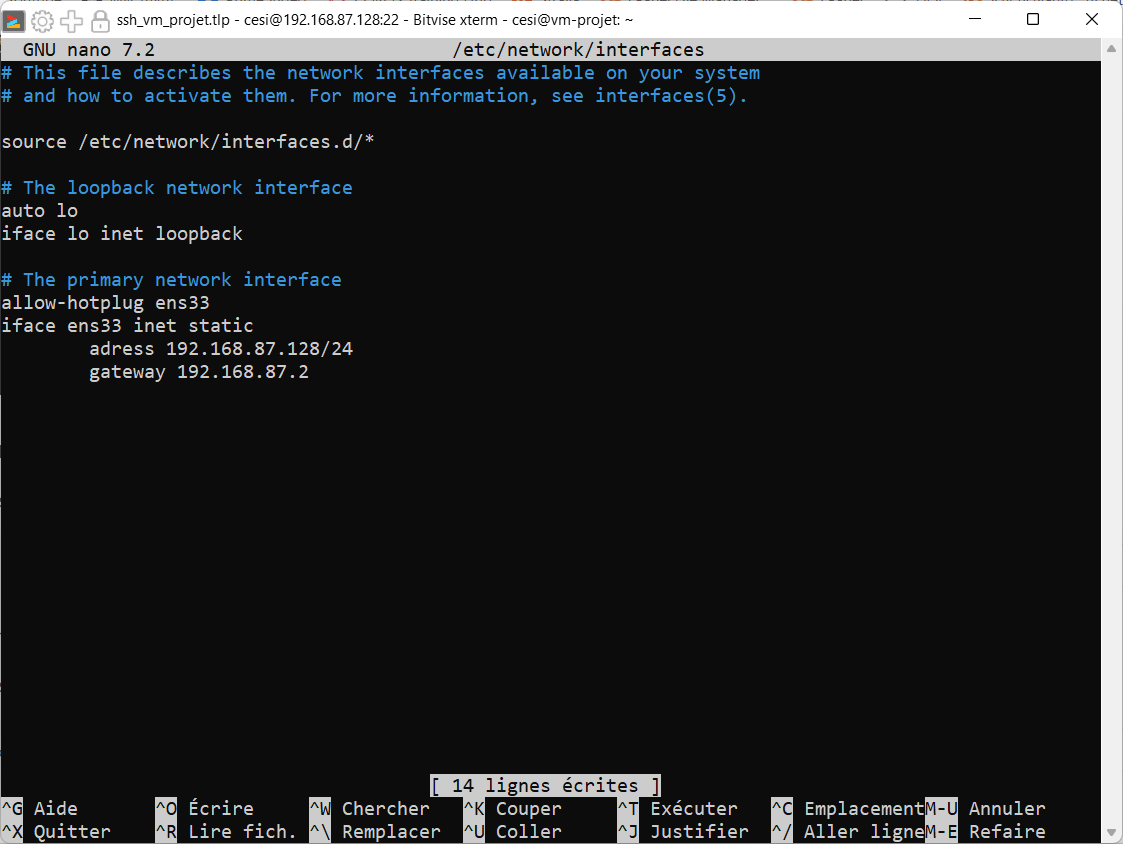 ssh_vm_projet.tlp - cesi@192.168.87.128:22 - Bitvise xterm - cesi@vm-projet: ~
GNU nano 7.2 /etc/network/interfaces
# This file describes the network interfaces available on your system
# and how to activate them. For more information, see interfaces(5).
source /etc/network/interfaces.d/*
# The loopback network interface
auto lo
iface lo inet loopback
# The primary network interface
allow-hotplug ens33
iface ens33 inet static
adress 192.168.87.128/24
gateway 192.168.87.2
[ 14 lignes écrites ]
^G Aide ^O Écrire ^W Chercher ^K Couper ^T Exécuter ^C Emplacement M-U Annuler
^X Quitter ^R Lire fich. ^\ Remplacer ^U Coller ^J Justifier ^/ Aller ligne M-E Refaire